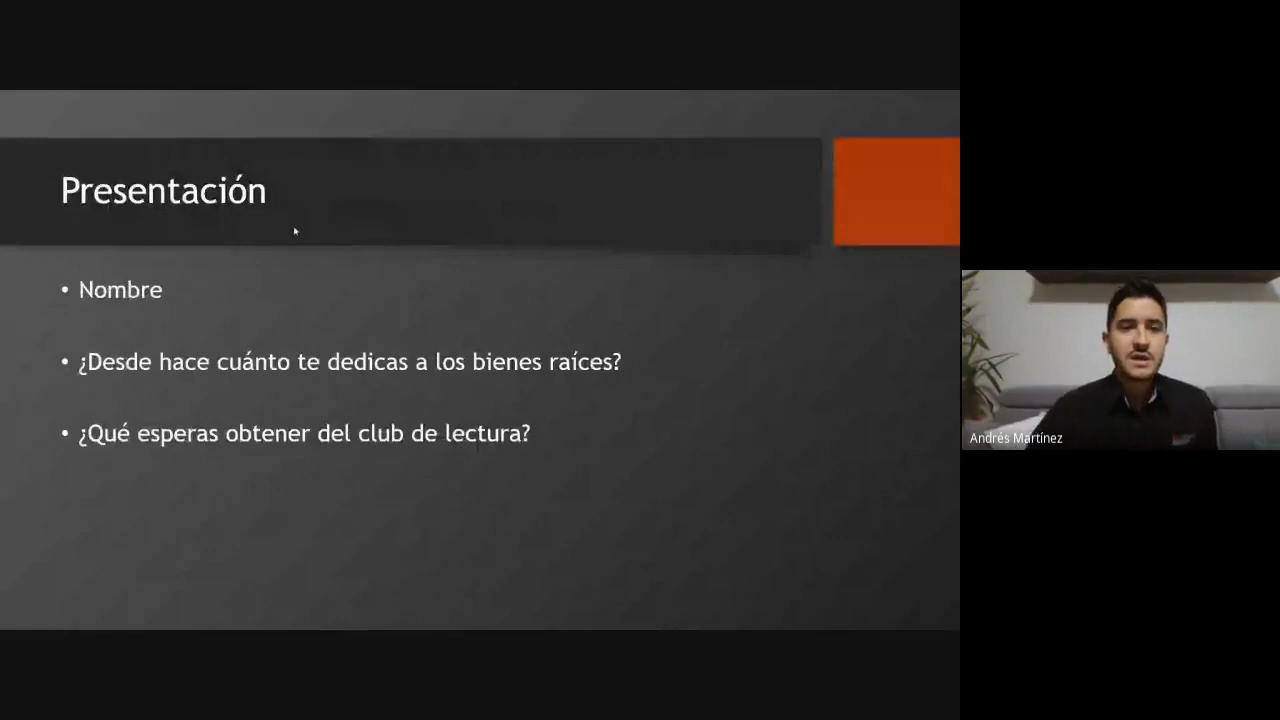 Presentación
• Nombre
• ¿Desde hace cuánto te dedicas a los bienes raíces?
• ¿Qué esperas obtener del club de lectura?
Andrés Martínez